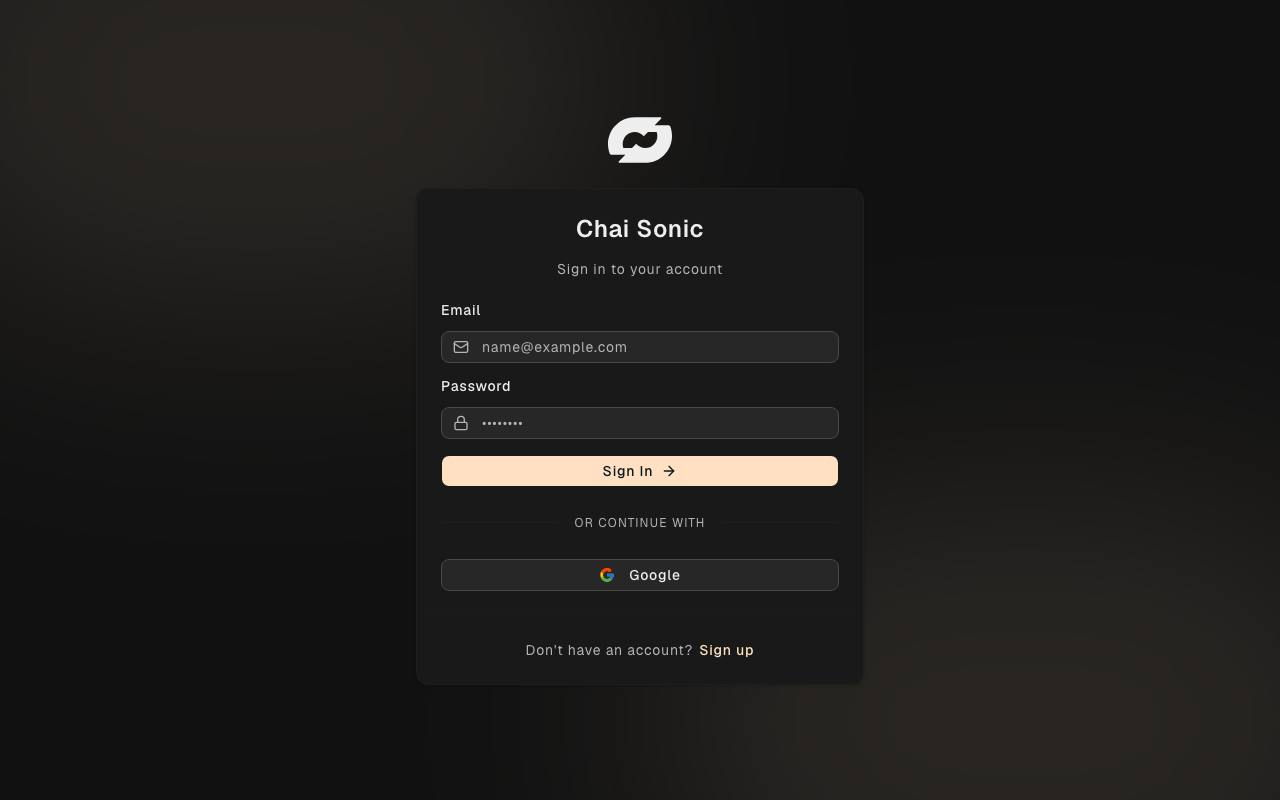 Chai Sonic
Sign in to your account
Email
name@example.com
Password
••••••••
Sign In
OR CONTINUE WITH
Google
Don't have an account? Sign up